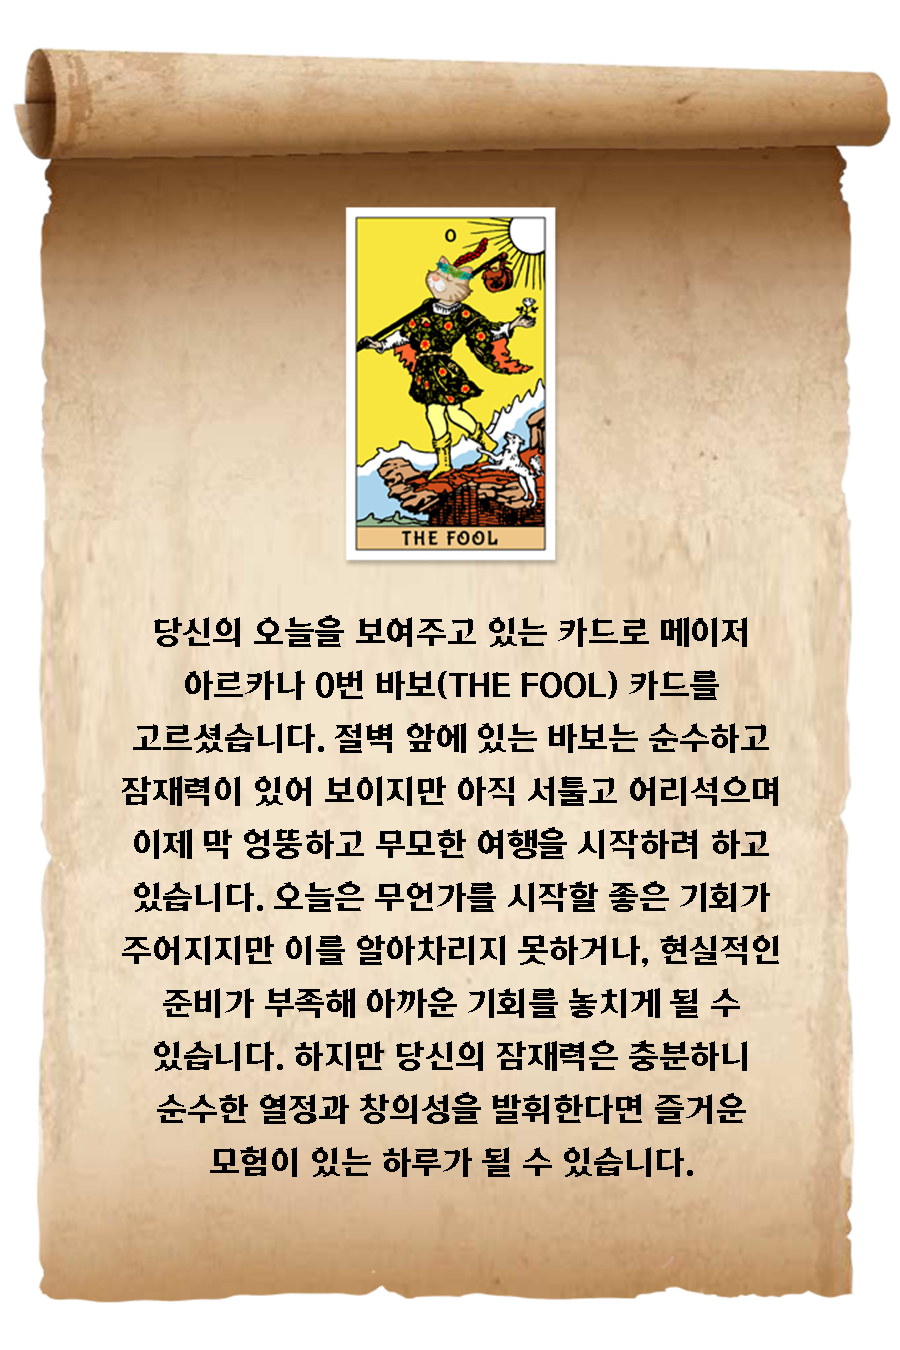 0
THE FOOL
당신의 오늘을 보여주고 있는 카드로 메이저
아르카나 0번 바보(THE FOOL) 카드를
고르셨습니다. 절벽 앞에 있는 바보는 순수하고
잠재력이 있어 보이지만 아직 서툴고 어리석으며
이제 막 엉뚱하고 무모한 여행을 시작하려 하고
있습니다. 오늘은 무언가를 시작할 좋은 기회가
주어지지만 이를 알아차리지 못하거나, 현실적인
준비가 부족해 아까운 기회를 놓치게 될 수
있습니다. 하지만 당신의 잠재력은 충분하니
순수한 열정과 창의성을 발휘한다면 즐거운
모험이 있는 하루가 될 수 있습니다.